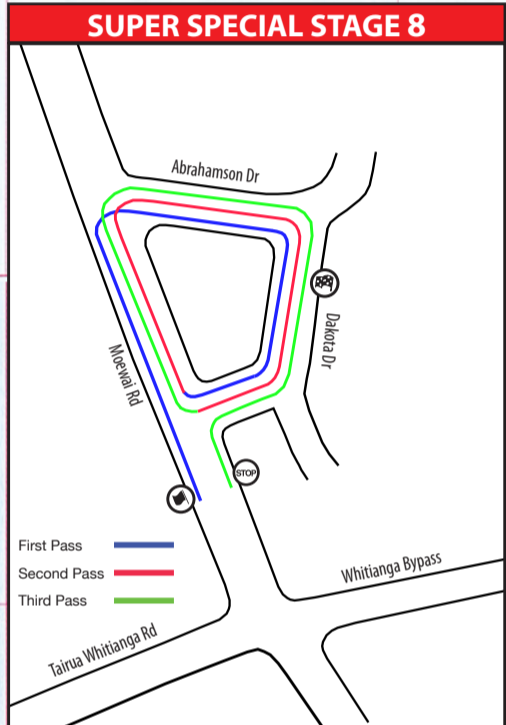 SUPER SPECIAL STAGE 8
Abrahamson Dr
Dakota Dr
Moewai Rd
STOP
First Pass
Second Pass
Third Pass
Whitianga Bypass
Tairua Whitianga Rd